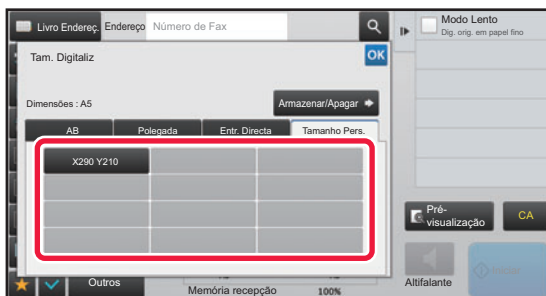 Livro Endereç. Endereço Número de Fax
Modo Lento
Dig. orig. em papel fino
Tam. Digitaliz
OK
Dimensões : A5
Armazenar/Apagar
AB Polegada Entr. Directa Tamanho Pers.
X290 Y210
Pré-
visualização
CA
Outros
Memória recepção 100%
Altifalante